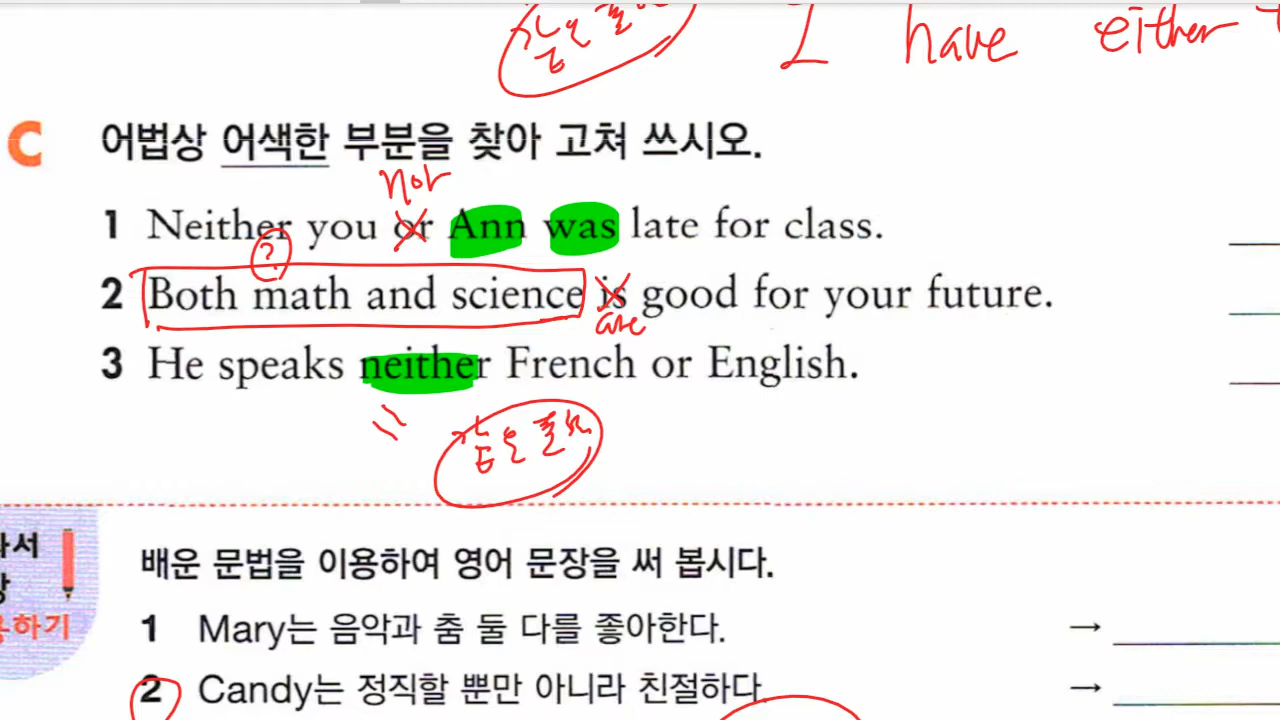 I have either
C 어법상 어색한 부분을 찾아 고쳐 쓰시오.
nor
1 Neither you or Ann was late for class.
?
2 Both math and science is good for your future.
are
3 He speaks neither French or English.
배운 문법을 이용하여 영어 문장을 써 봅시다.
1 Mary는 음악과 춤 둘 다를 좋아한다. →
2 Candy는 정직할 뿐만 아니라 친절하다. →